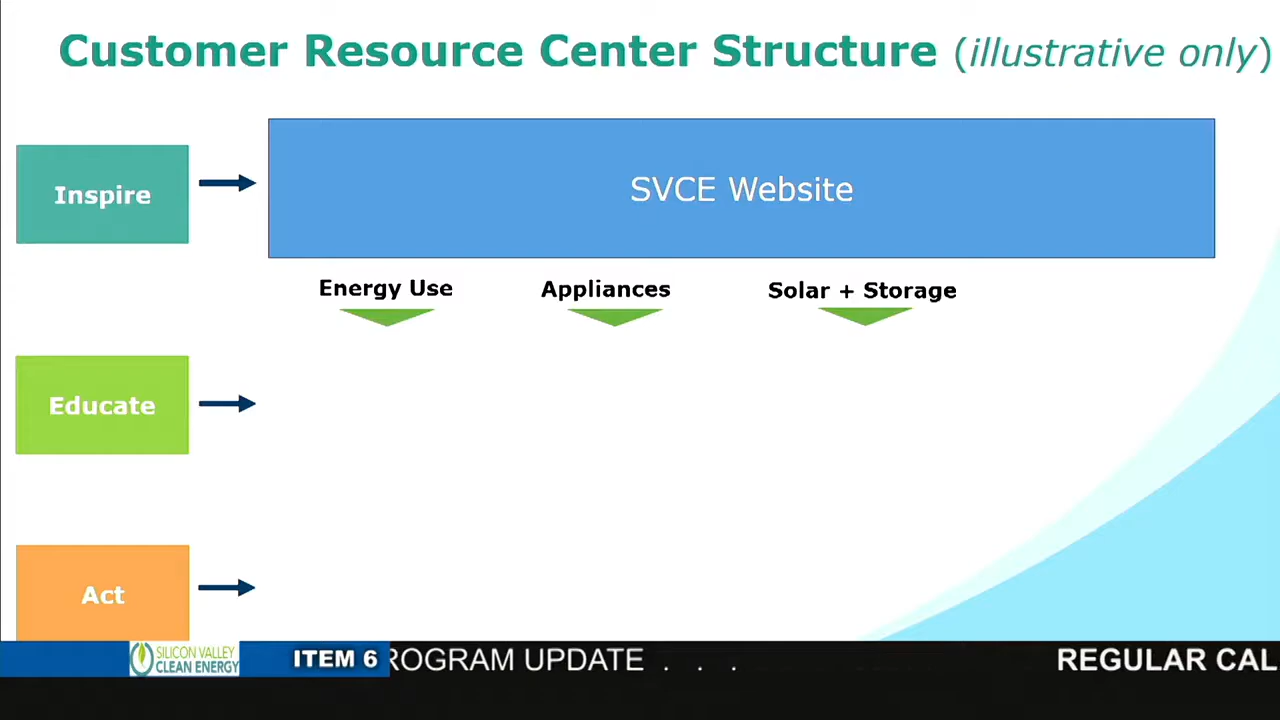 Customer Resource Center Structure (illustrative only)
Inspire
SVCE Website
Energy Use
Appliances
Solar + Storage
Educate
Act
SILICON VALLEY
CLEAN ENERGY
ITEM 6
ROGRAM UPDATE . . .
REGULAR CAL